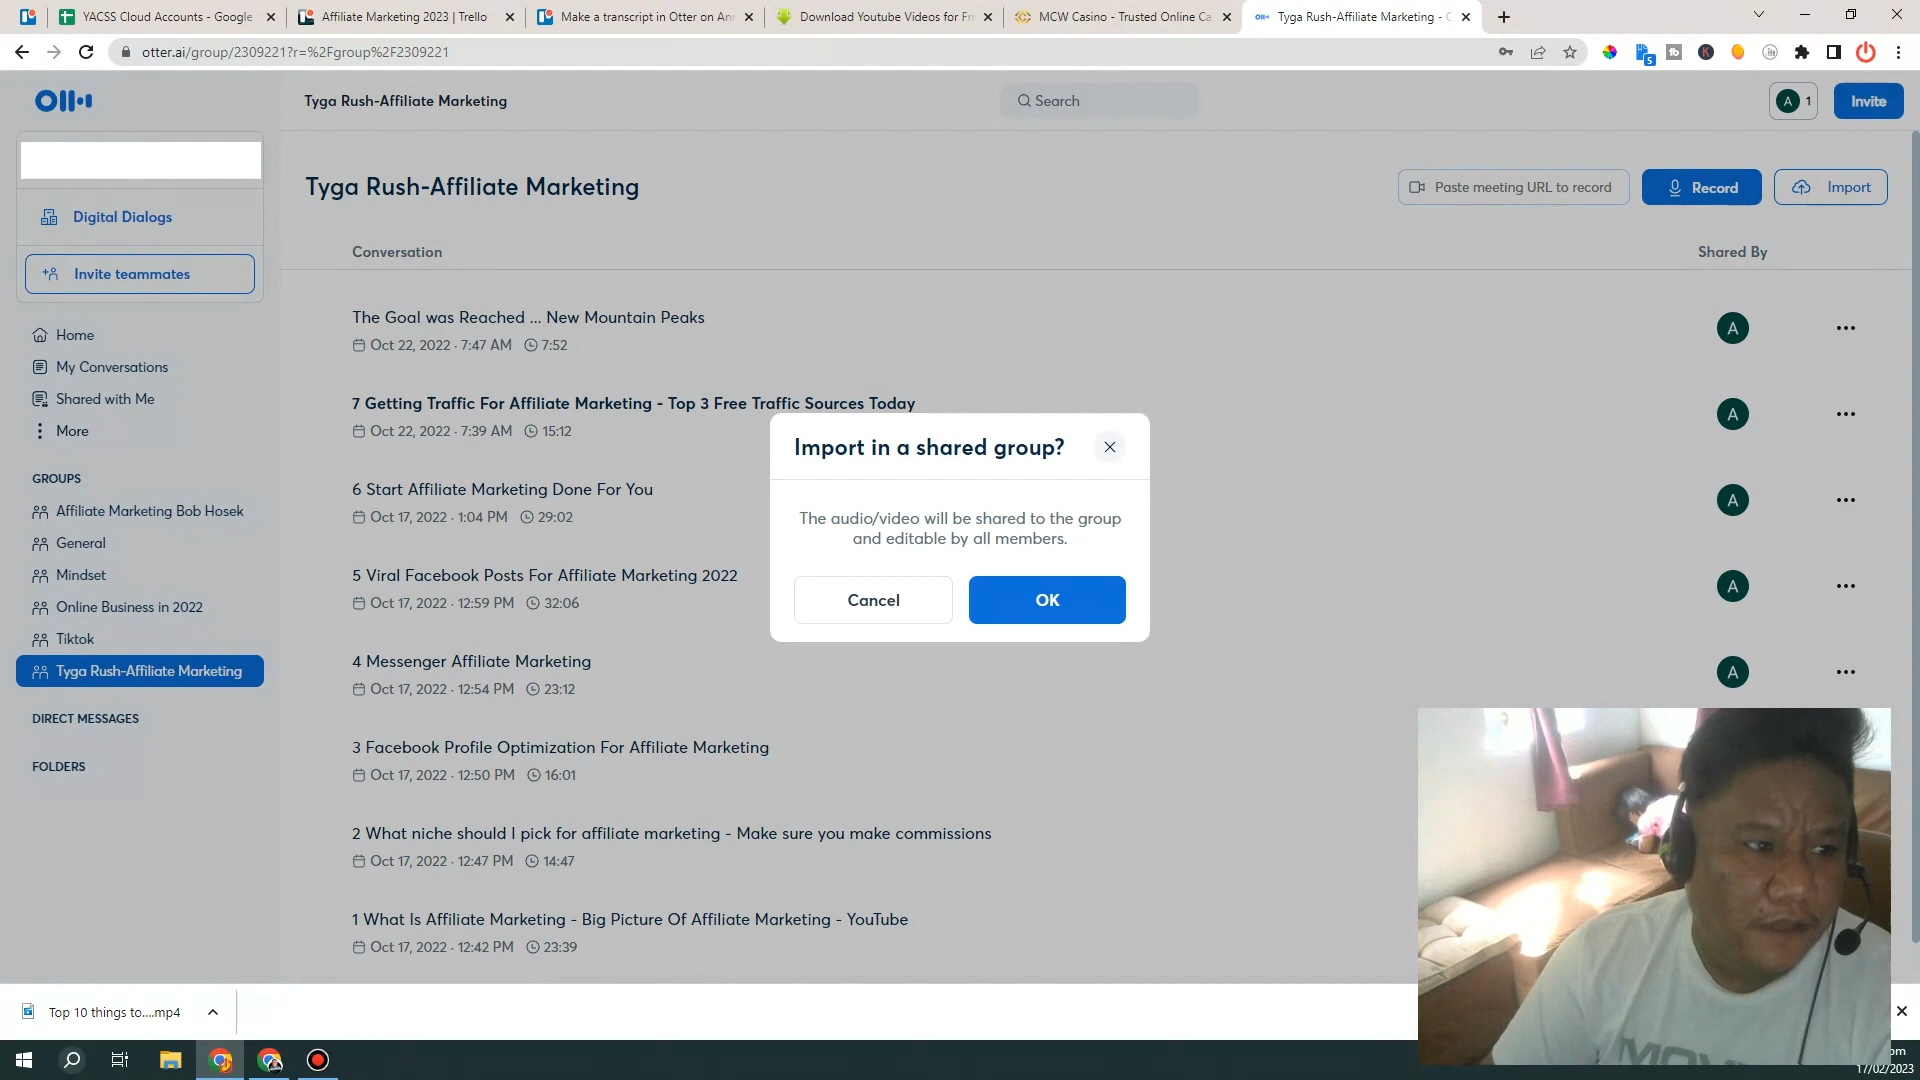 YACSS Cloud Accounts - Google
Affiliate Marketing 2023 | Trello
Make a transcript in Otter on An
Download Youtube Videos for Fr
MCW Casino - Trusted Online Ca
Tyga Rush-Affiliate Marketing - C
otter.ai/group/2309221?r=%2Fgroup%2F2309221
5
Tyga Rush-Affiliate Marketing
Search
A 1
Invite
Digital Dialogs
Invite teammates
Home
My Conversations
Shared with Me
More
GROUPS
Affiliate Marketing Bob Hosek
General
Mindset
Online Business in 2022
Tiktok
Tyga Rush-Affiliate Marketing
DIRECT MESSAGES
FOLDERS
Tyga Rush-Affiliate Marketing
Paste meeting URL to record
Record
Import
Conversation
Shared By
The Goal was Reached ... New Mountain Peaks
Oct 22, 2022 · 7:47 AM 7:52
A
7 Getting Traffic For Affiliate Marketing - Top 3 Free Traffic Sources Today
Oct 22, 2022 · 7:39 AM 15:12
A
6 Start Affiliate Marketing Done For You
Oct 17, 2022 · 1:04 PM 29:02
A
5 Viral Facebook Posts For Affiliate Marketing 2022
Oct 17, 2022 · 12:59 PM 32:06
A
4 Messenger Affiliate Marketing
Oct 17, 2022 · 12:54 PM 23:12
A
3 Facebook Profile Optimization For Affiliate Marketing
Oct 17, 2022 · 12:50 PM 16:01
2 What niche should I pick for affiliate marketing - Make sure you make commissions
Oct 17, 2022 · 12:47 PM 14:47
1 What Is Affiliate Marketing - Big Picture Of Affiliate Marketing - YouTube
Oct 17, 2022 · 12:42 PM 23:39
Import in a shared group?
The audio/video will be shared to the group
and editable by all members.
Cancel
OK
Top 10 things to....mp4
pm
17/02/2023